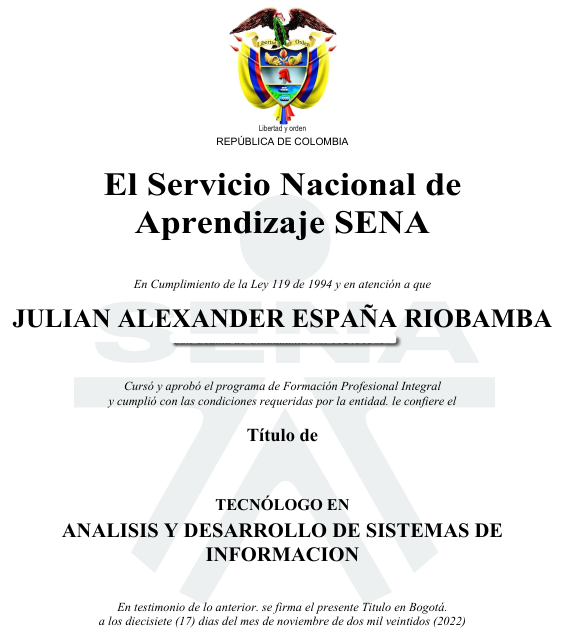 Libertad y Orden
Libertad y orden
REPÚBLICA DE COLOMBIA
El Servicio Nacional de
Aprendizaje SENA
En Cumplimiento de la Ley 119 de 1994 y en atención a que
SENA
JULIAN ALEXANDER ESPAÑA RIOBAMBA
Cursó y aprobó el programa de Formación Profesional Integral
y cumplió con las condiciones requeridas por la entidad. le confiere el
Título de
TECNÓLOGO EN
ANALISIS Y DESARROLLO DE SISTEMAS DE
INFORMACION
En testimonio de lo anterior. se firma el presente Titulo en Bogotá.
a los diecisiete (17) dias del mes de noviembre de dos mil veintidos (2022)